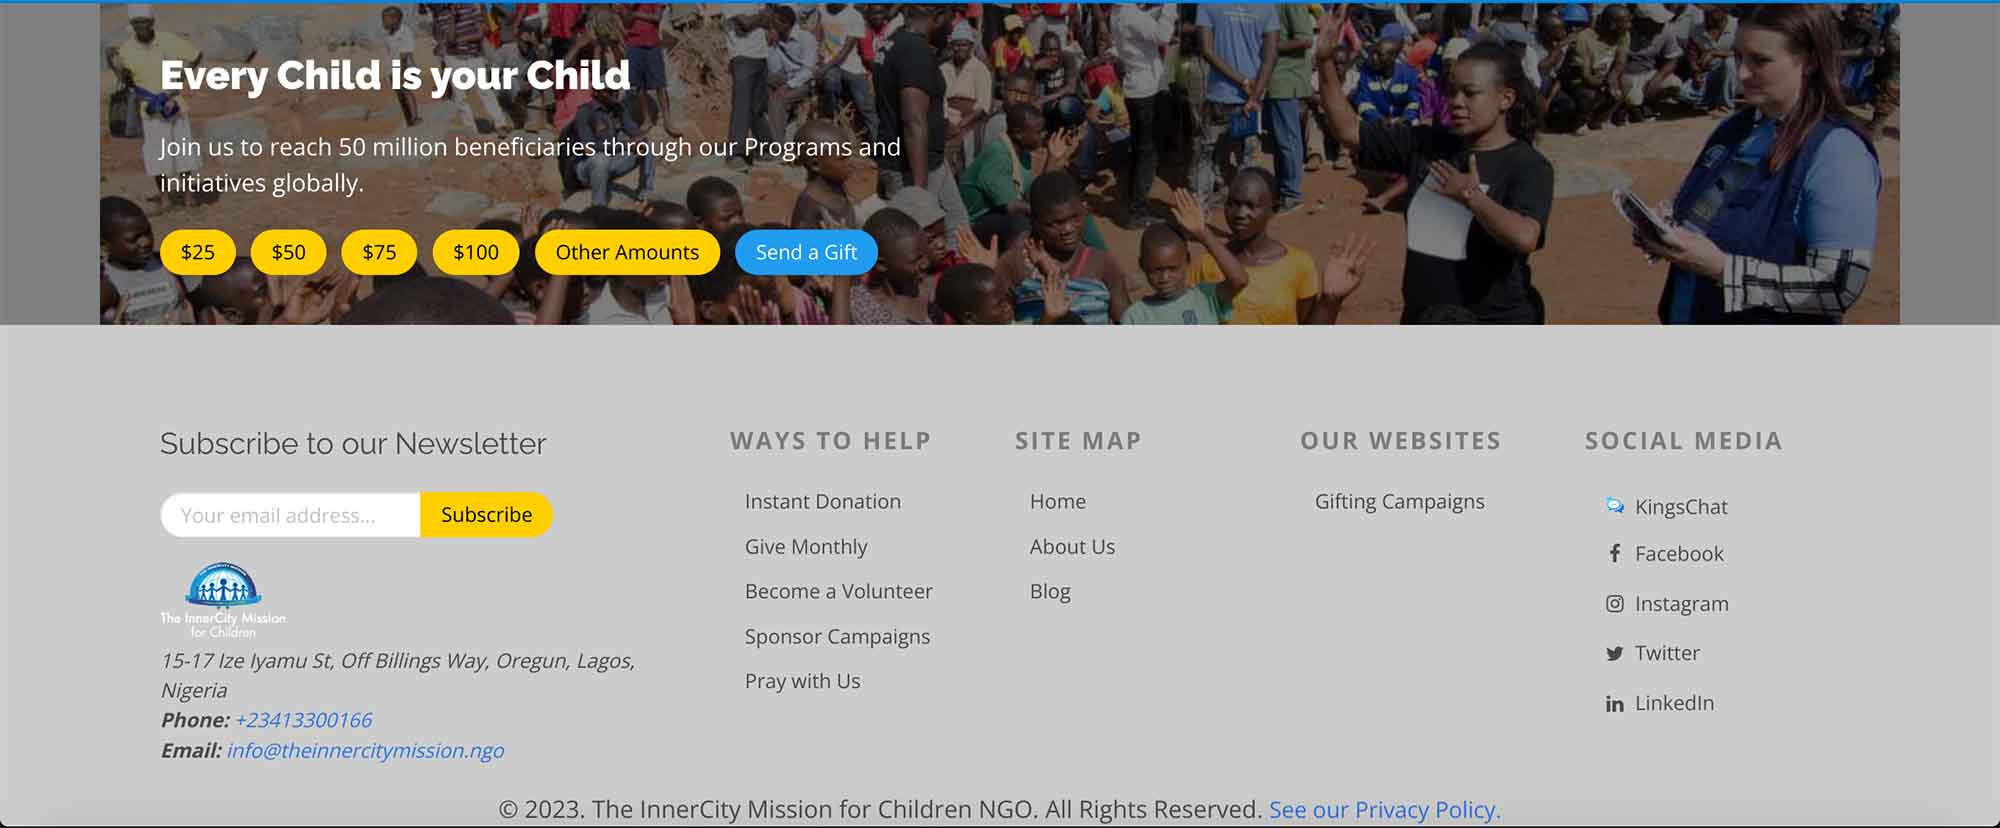 Every Child is your Child
Join us to reach 50 million beneficiaries through our Programs and
initiatives globally.
$25
$50
$75
$100
Other Amounts
Send a Gift
Subscribe to our Newsletter
Your email address...
Subscribe
THE INNERCITY MISSION
The InnerCity Mission
for Children
15-17 Ize Iyamu St, Off Billings Way, Oregun, Lagos,
Nigeria
Phone: +23413300166
Email: info@theinnercitymission.ngo
WAYS TO HELP
Instant Donation
Give Monthly
Become a Volunteer
Sponsor Campaigns
Pray with Us
SITE MAP
Home
About Us
Blog
OUR WEBSITES
Gifting Campaigns
SOCIAL MEDIA
KingsChat
Facebook
Instagram
Twitter
LinkedIn
© 2023. The InnerCity Mission for Children NGO. All Rights Reserved. See our Privacy Policy.